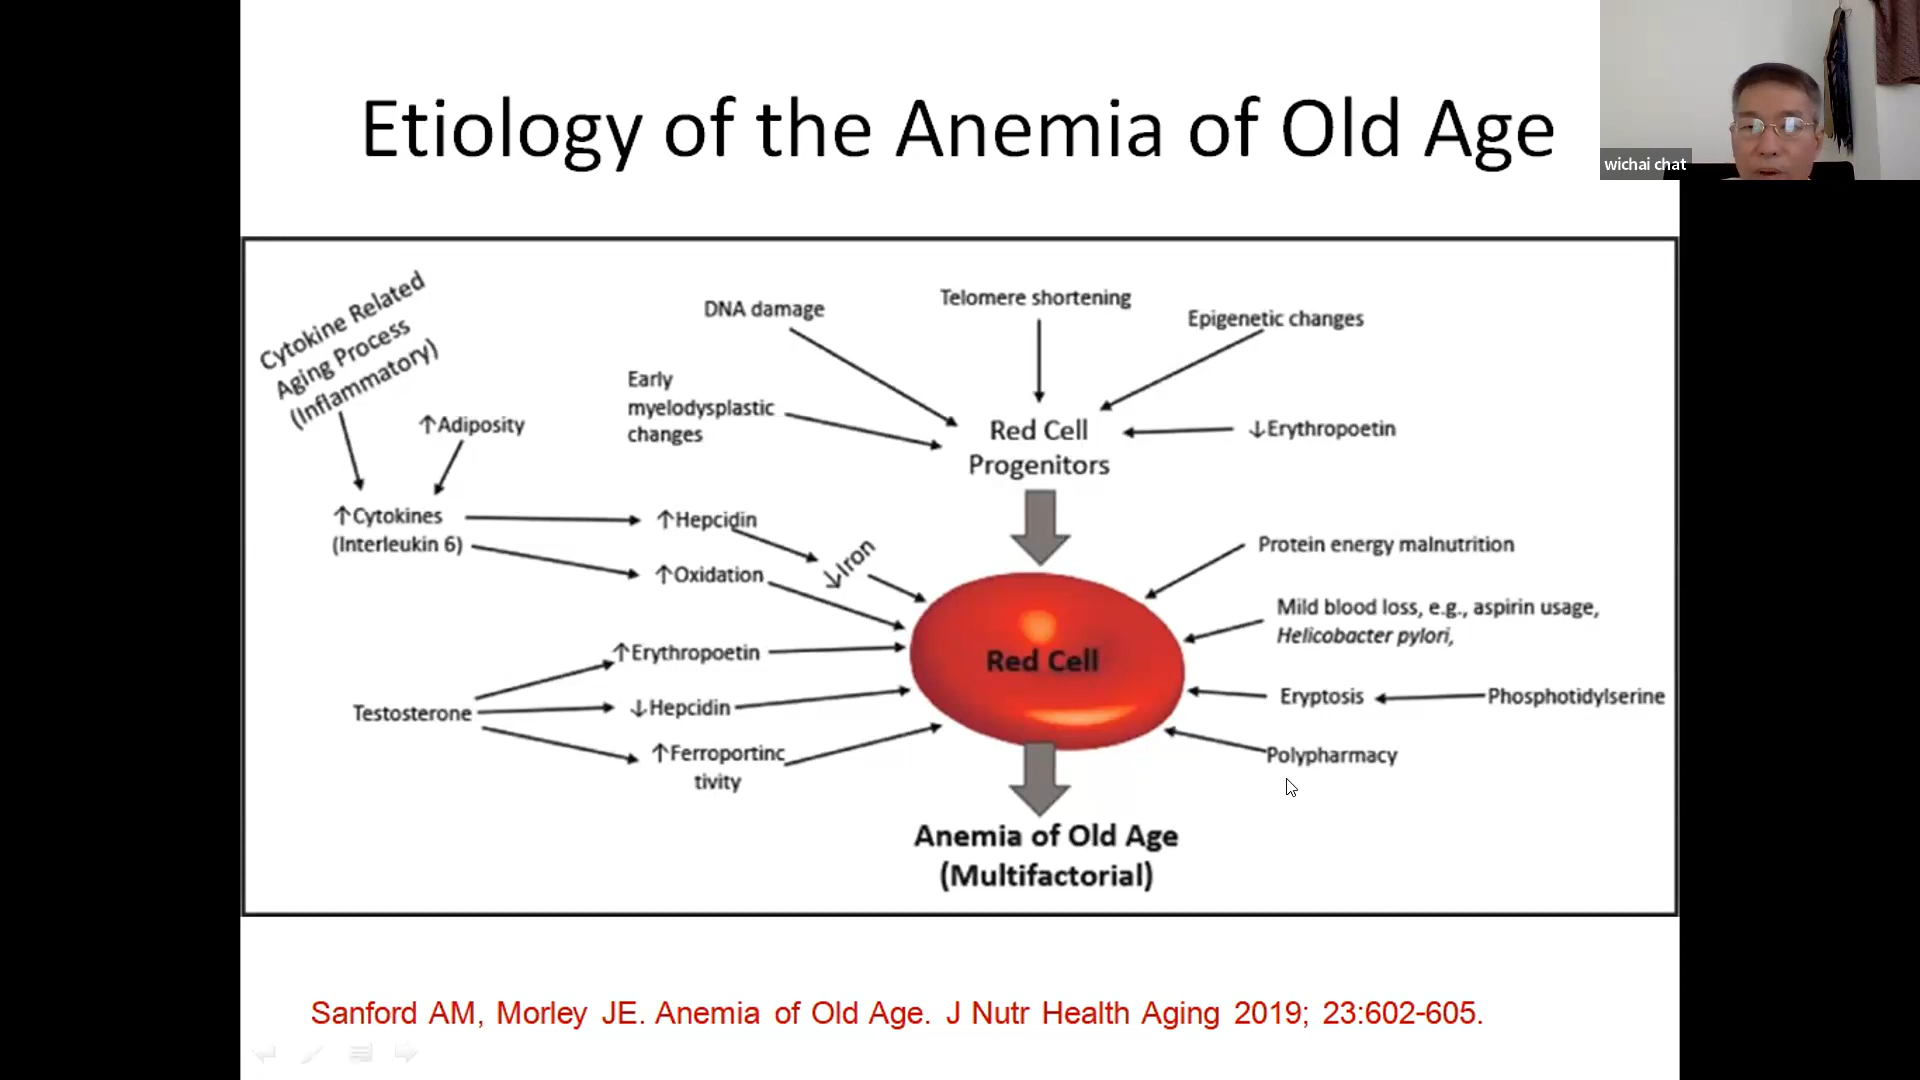 Etiology of the Anemia of Old Age
wichai chat
Cytokine Related
Aging Process
(Inflammatory)
↑Adiposity
DNA damage
Telomere shortening
Epigenetic changes
Early
myelodysplastic
changes
Red Cell
Progenitors
↓Erythropoetin
↑Cytokines
(Interleukin 6)
↑Hepcidin
↓Iron
↑Oxidation
Protein energy malnutrition
Mild blood loss, e.g., aspirin usage,
Helicobacter pylori,
Red Cell
↑Erythropoetin
Testosterone
↓Hepcidin
↑Ferroportinc
tivity
Eryptosis
Phosphotidylserine
Polypharmacy
Anemia of Old Age
(Multifactorial)
Sanford AM, Morley JE. Anemia of Old Age. J Nutr Health Aging 2019; 23:602-605.